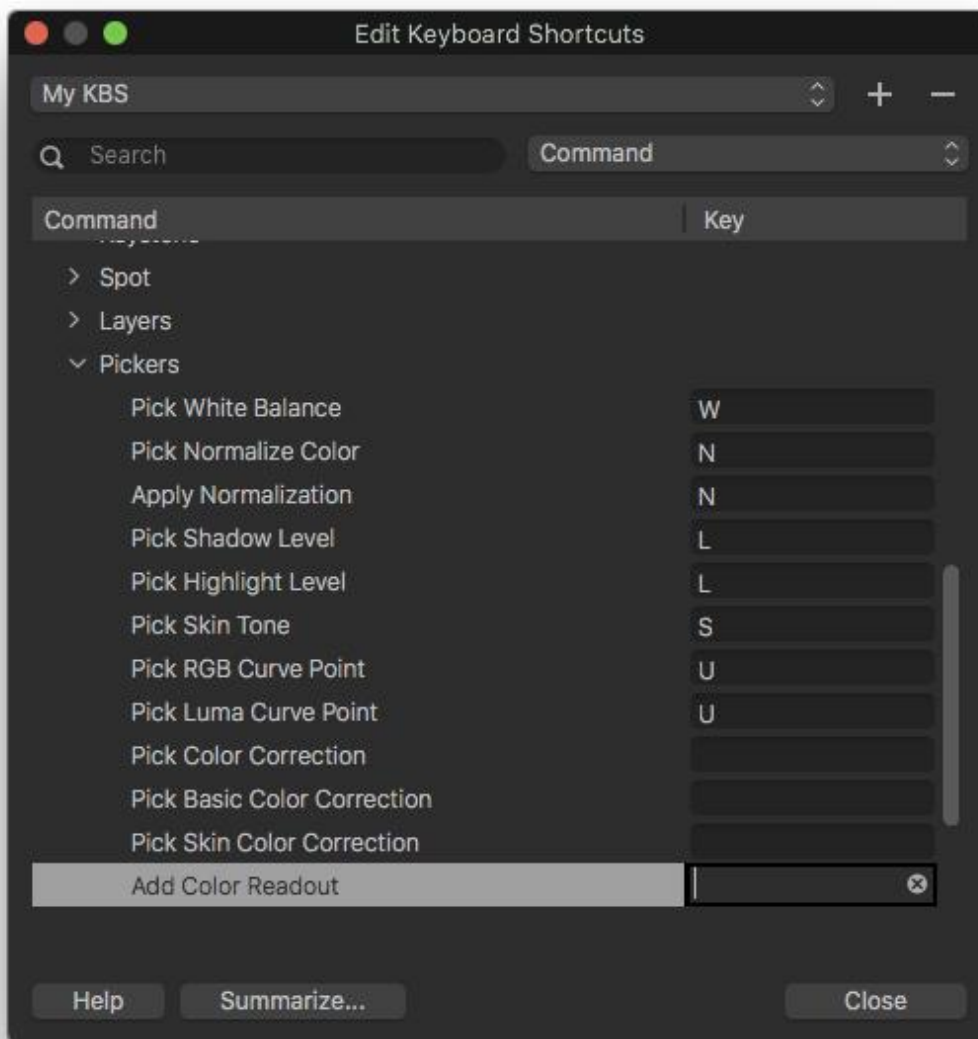 Edit Keyboard Shortcuts
My KBS
Search
Command
Command Key
Spot
Layers
Pickers
Pick White Balance W
Pick Normalize Color N
Apply Normalization N
Pick Shadow Level L
Pick Highlight Level L
Pick Skin Tone S
Pick RGB Curve Point U
Pick Luma Curve Point U
Pick Color Correction
Pick Basic Color Correction
Pick Skin Color Correction
Add Color Readout
Help Summarize... Close